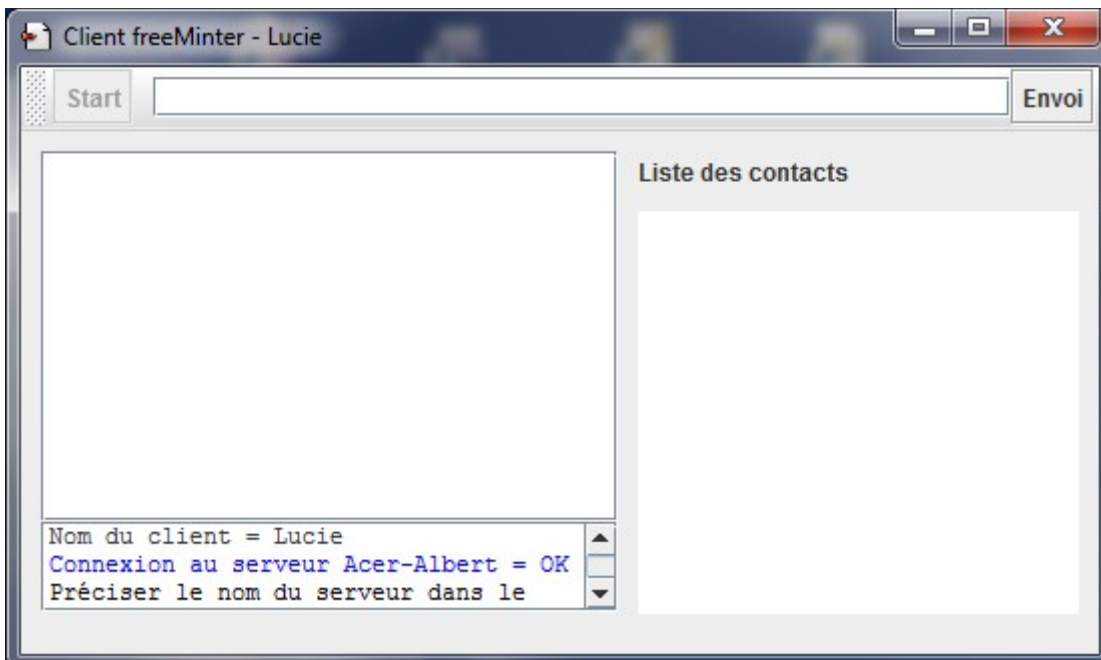 Client freeMinter - Lucie
Start
Envoi
Liste des contacts
Nom du client = Lucie
Connexion au serveur Acer-Albert = OK
Préciser le nom du serveur dans le